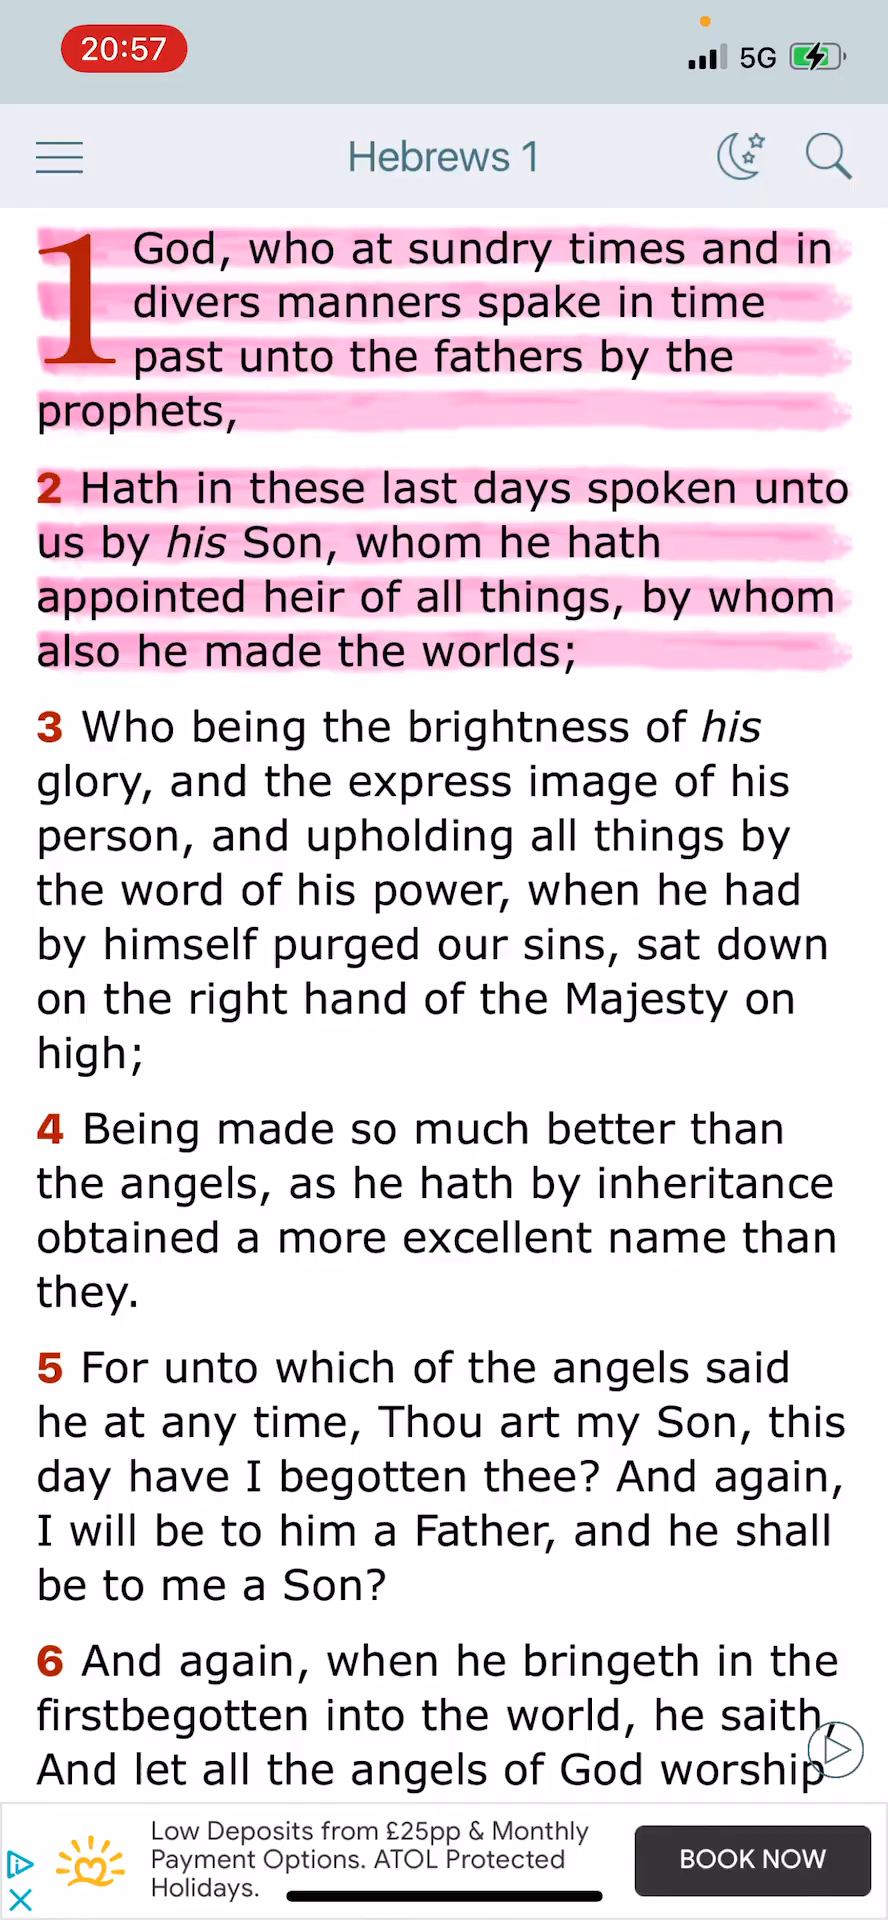 20:57
5G
Hebrews 1
1 God, who at sundry times and in
divers manners spake in time
past unto the fathers by the
prophets,
2 Hath in these last days spoken unto
us by his Son, whom he hath
appointed heir of all things, by whom
also he made the worlds;
3 Who being the brightness of his
glory, and the express image of his
person, and upholding all things by
the word of his power, when he had
by himself purged our sins, sat down
on the right hand of the Majesty on
high;
4 Being made so much better than
the angels, as he hath by inheritance
obtained a more excellent name than
they.
5 For unto which of the angels said
he at any time, Thou art my Son, this
day have I begotten thee? And again,
I will be to him a Father, and he shall
be to me a Son?
6 And again, when he bringeth in the
firstbegotten into the world, he saith,
And let all the angels of God worship
Low Deposits from £25pp & Monthly
Payment Options. ATOL Protected
Holidays.
BOOK NOW